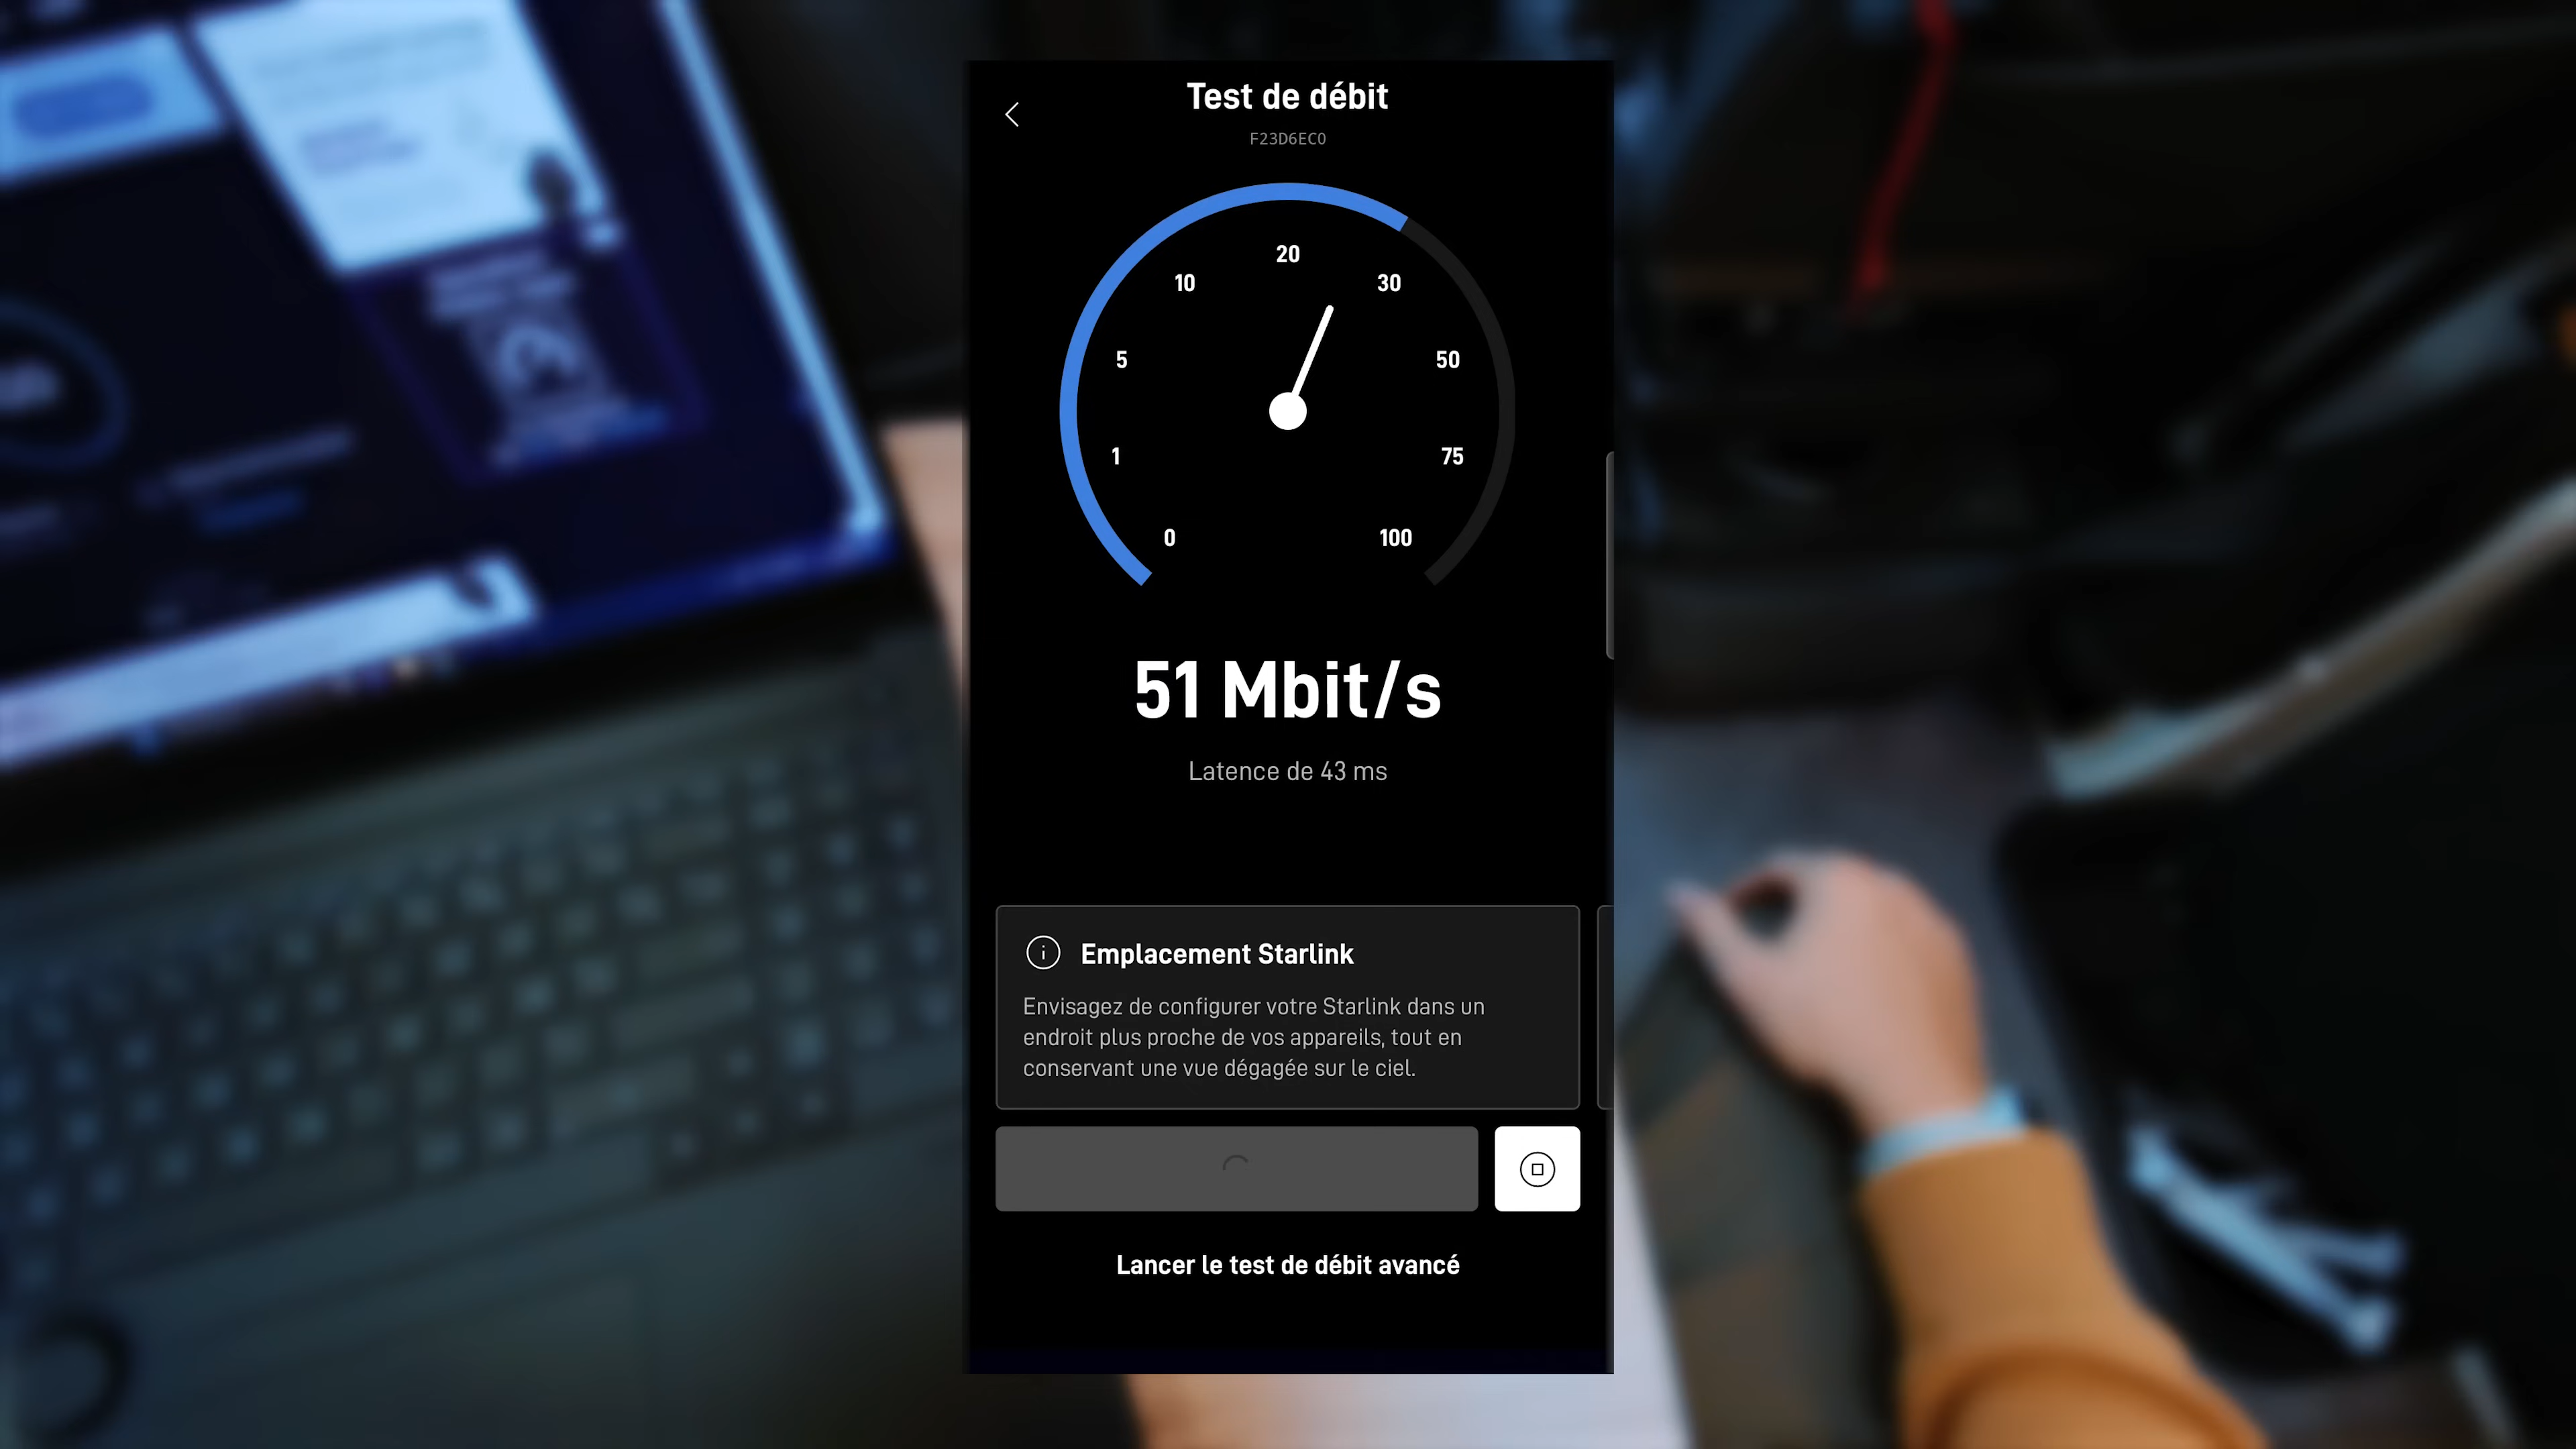 Test de débit
F23D6EC0
20
10
30
5
50
1
75
0
100
51 Mbit/s
Latence de 43 ms
Emplacement Starlink
Envisagez de configurer votre Starlink dans un
endroit plus proche de vos appareils, tout en
conservant une vue dégagée sur le ciel.
Lancer le test de débit avancé